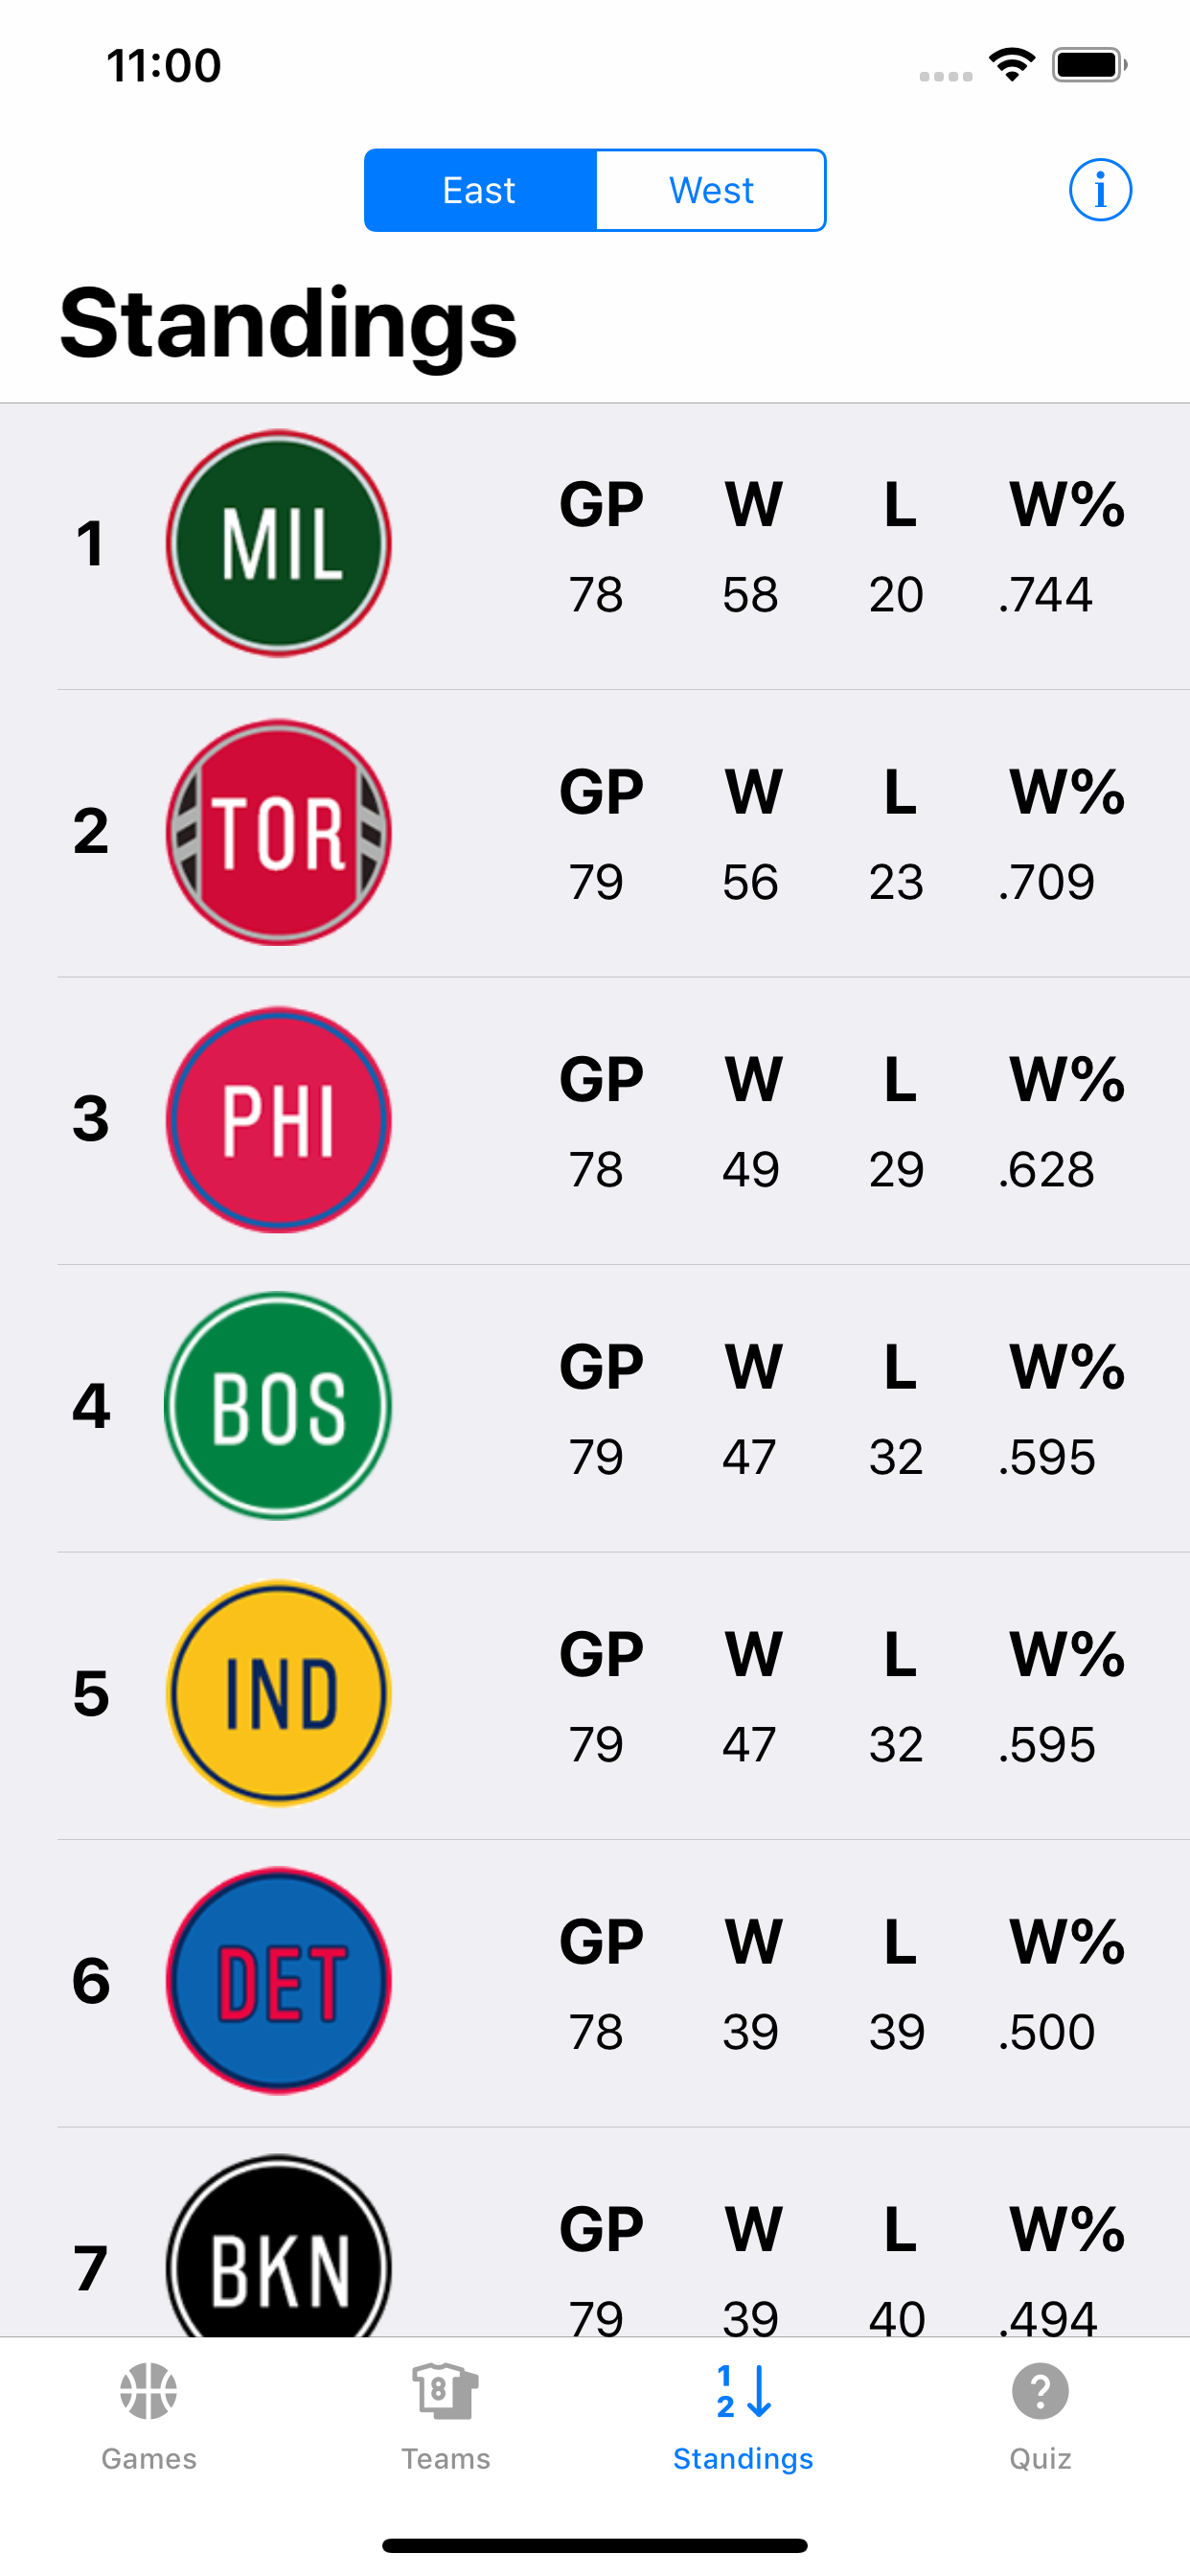 11:00
East West
Standings
GP W L W%
1 MIL
78 58 20 .744
GP W L W%
2 TOR
79 56 23 .709
GP W L W%
3 PHI
78 49 29 .628
GP W L W%
4 BOS
79 47 32 .595
GP W L W%
5 IND
79 47 32 .595
GP W L W%
6 DET
78 39 39 .500
GP W L W%
7 BKN
79 39 40 .494
Games Teams Standings Quiz